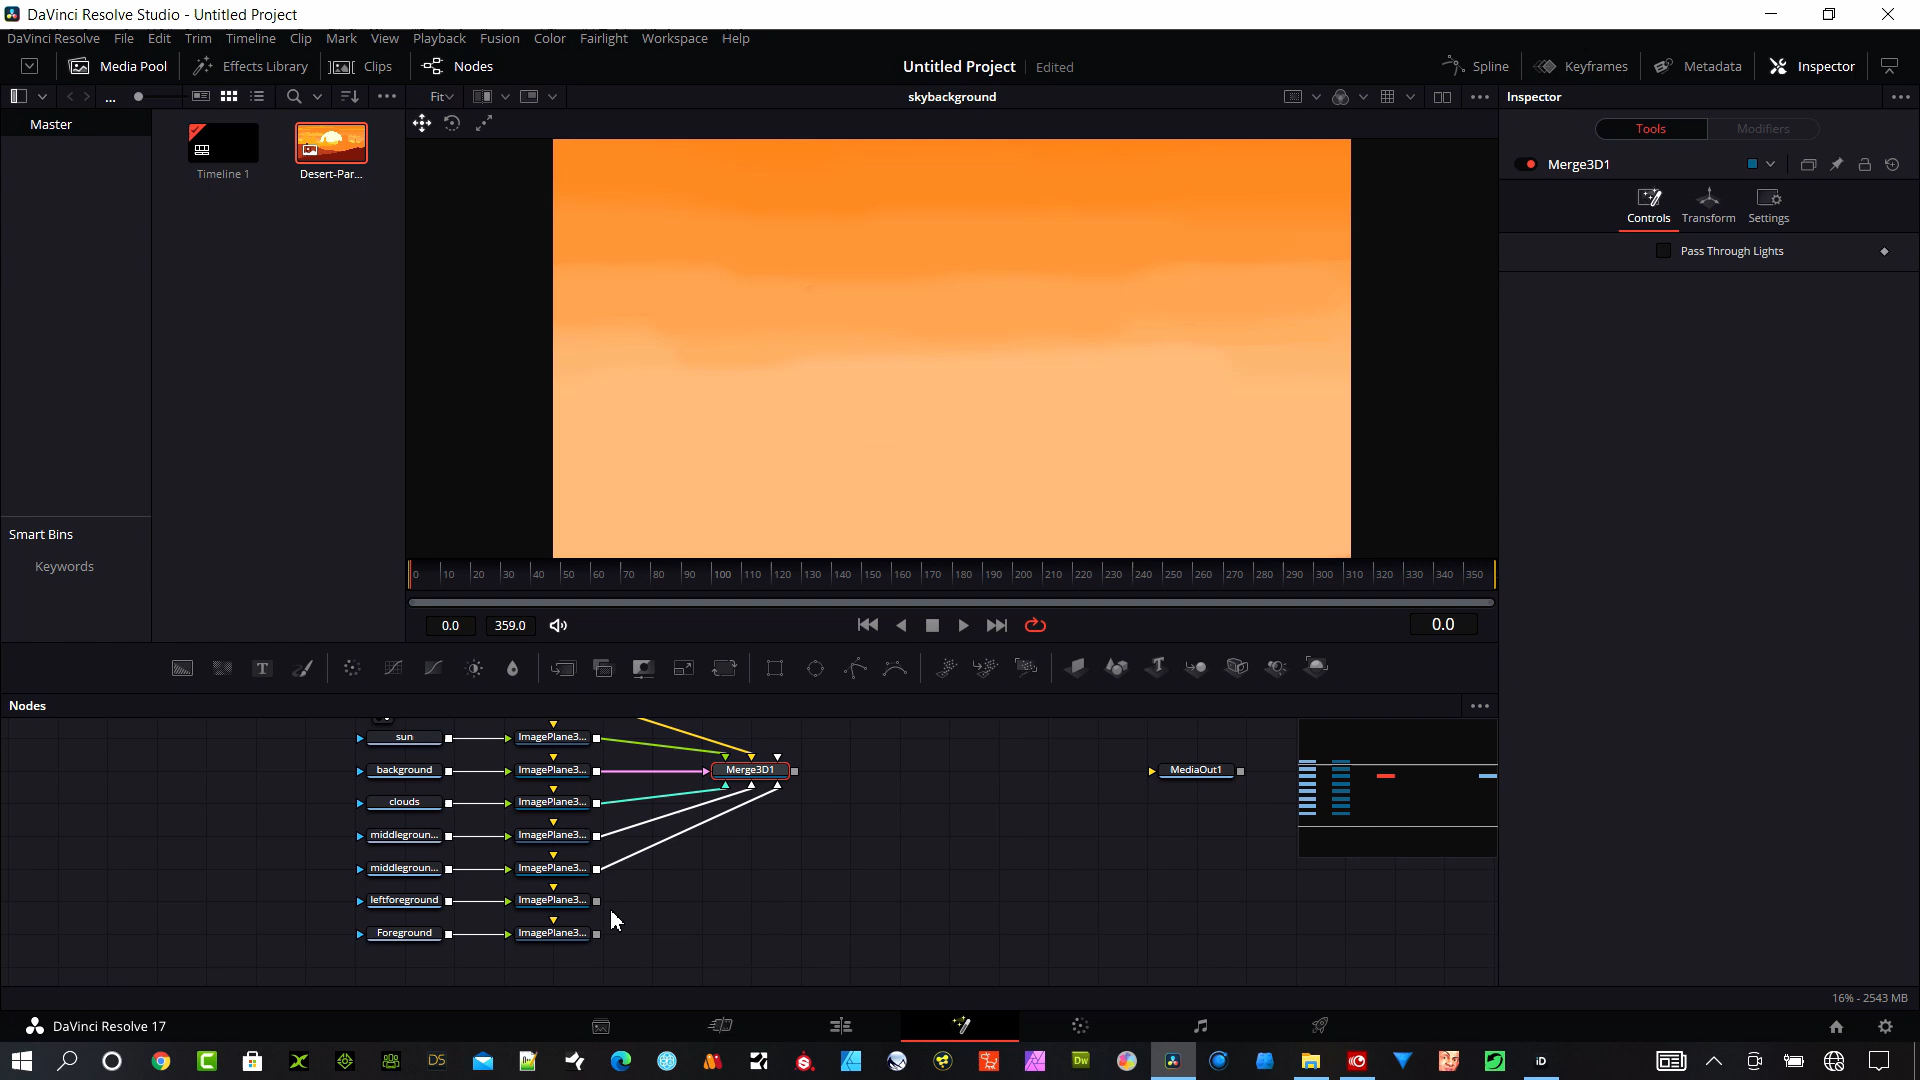 DaVinci Resolve Studio - Untitled Project
DaVinci Resolve File Edit Trim Timeline Clip Mark View Playback Fusion Color Fairlight Workspace Help
Media Pool Effects Library Clips Nodes Untitled Project Edited Spline Keyframes Metadata Inspector
... Fit skybackground Inspector
Master
Tools Modifiers
Merge3D1
Timeline 1 Desert-Par...
Controls Transform Settings
Pass Through Lights
Smart Bins
Keywords
0 10 20 30 40 50 60 70 80 90 100 110 120 130 140 150 160 170 180 190 200 210 220 230 240 250 260 270 280 290 300 310 320 330 340 350
0.0 359.0 0.0
T T
Nodes
sun ImagePlane3...
background ImagePlane3... Merge3D1 MediaOut1
clouds ImagePlane3...
middlegroun... ImagePlane3...
middlegroun... ImagePlane3...
leftforeground ImagePlane3...
Foreground ImagePlane3...
16% - 2543 MB
DaVinci Resolve 17
DS Dw iD